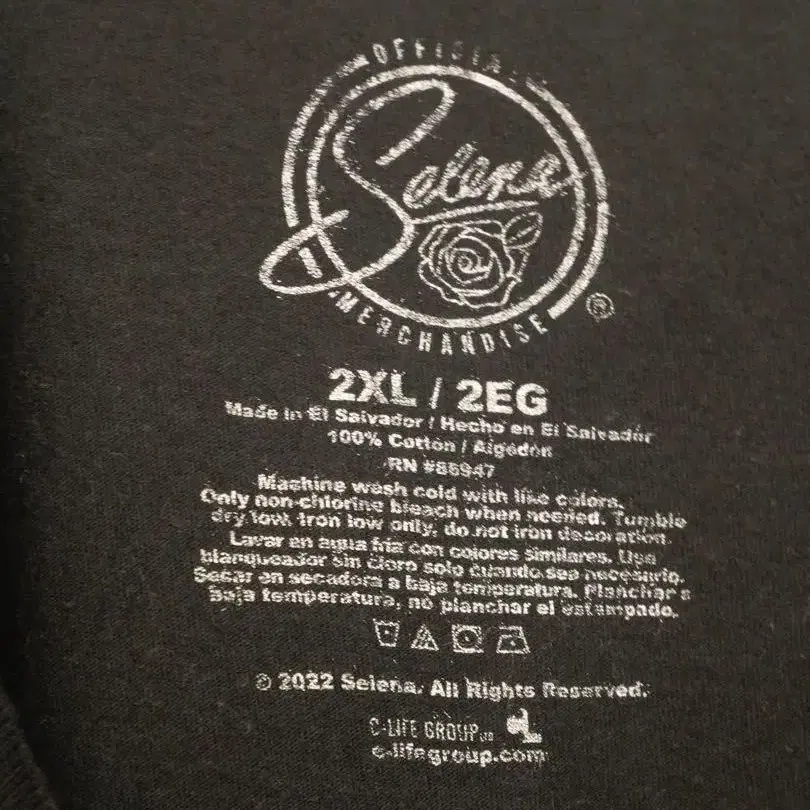 OFFICIAL
Selena
MERCHANDISE
®
2XL / 2EG
Made in El Salvador / Hecho en El Salvador
100% Cotton / Algodón
RN #86947
Machine wash cold with like colors.
Only non-chlorine bleach when needed. Tumble
dry low. Iron low only, do not iron decoration.
Lavar en agua fria con colores similares. Use
blanqueador sin cloro solo cuando sea necesario.
Secar en secadora a baja temperatura. Planchar a
baja temperatura, no planchar el estampado.
© 2022 Selena. All Rights Reserved.
C-LIFE GROUP
c-lifegroup.com